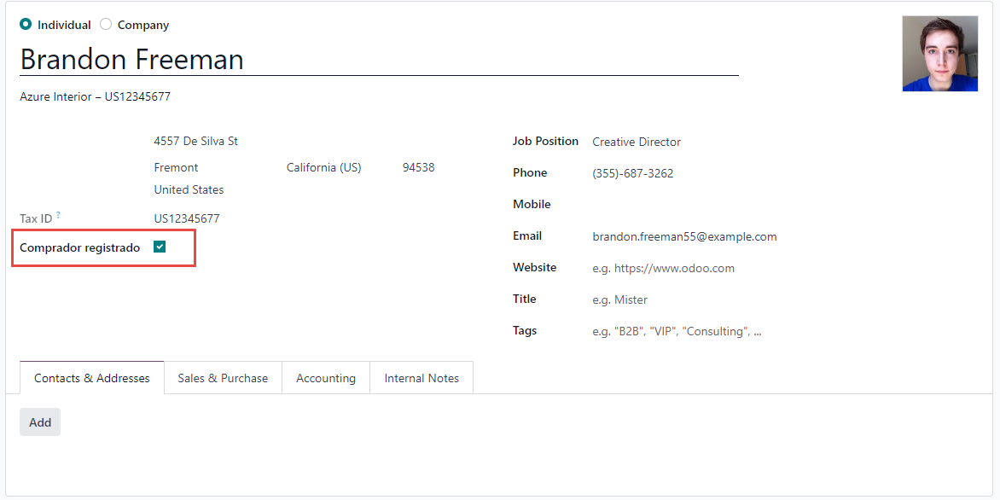 Individual Company
Brandon Freeman
Azure Interior – US12345677
4557 De Silva St
Fremont California (US) 94538
United States
Tax ID ?
US12345677
Comprador registrado
Job Position Creative Director
Phone (355)-687-3262
Mobile
Email brandon.freeman55@example.com
Website e.g. https://www.odoo.com
Title e.g. Mister
Tags e.g. "B2B", "VIP", "Consulting", ...
Contacts & Addresses Sales & Purchase Accounting Internal Notes
Add